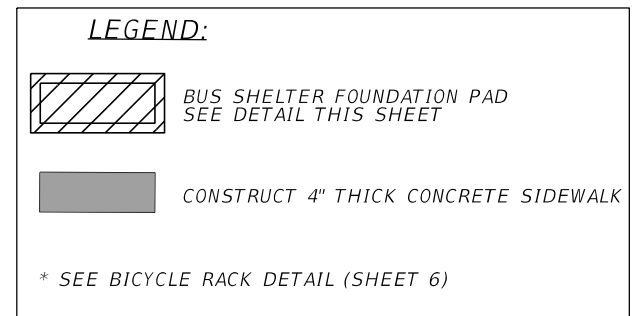 LEGEND:
BUS SHELTER FOUNDATION PAD
SEE DETAIL THIS SHEET
CONSTRUCT 4" THICK CONCRETE SIDEWALK
* SEE BICYCLE RACK DETAIL (SHEET 6)